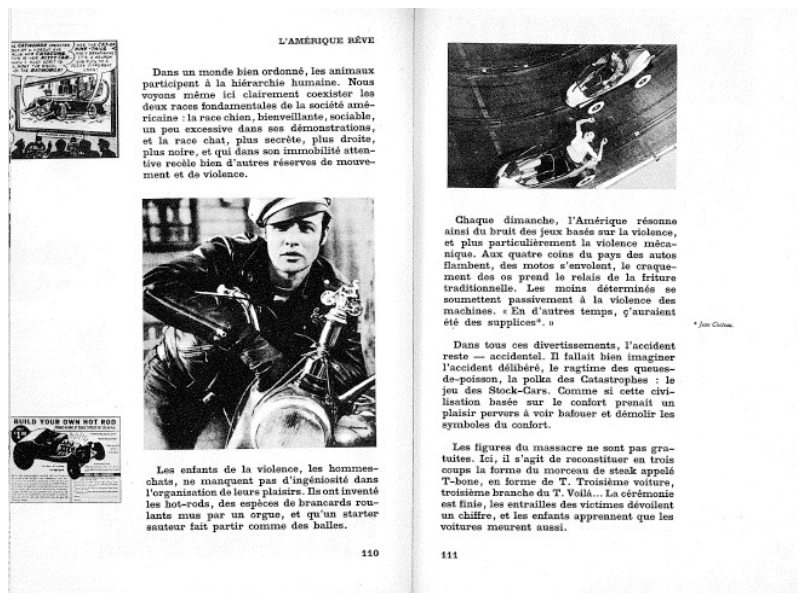 L'AMÉRIQUE RÊVE
Dans un monde bien ordonné, les animaux
participent à la hiérarchie humaine. Nous
voyons même ici clairement coexister les
deux races fondamentales de la société amé-
ricaine : la race chien, bienveillante, sociable,
un peu excessive dans ses démonstrations,
et la race chat, plus secrète, plus droite,
plus noire, et qui dans son immobilité atten-
tive recèle bien d'autres réserves de mouve-
ment et de violence.
BUILD YOUR OWN HOT ROD
Les enfants de la violence, les hommes-
chats, ne manquent pas d'ingéniosité dans
l'organisation de leurs plaisirs. Ils ont inventé
les hot-rods, des espèces de brancards rou-
lants mus par un orgue, et qu'un starter
sauteur fait partir comme des balles.
110
Chaque dimanche, l'Amérique résonne
ainsi du bruit des jeux basés sur la violence,
et plus particulièrement la violence méca-
nique. Aux quatre coins du pays des autos
flambent, des motos s'envolent, le craque-
ment des os prend le relais de la friture
traditionnelle. Les moins déterminés se
soumettent passivement à la violence des
machines. « En d'autres temps, ç'auraient
été des supplices*. »
* Jean Cocteau.
Dans tous ces divertissements, l'accident
reste — accidentel. Il fallait bien imaginer
l'accident délibéré, le ragtime des queues-
de-poisson, la polka des Catastrophes : le
jeu des Stock-Cars. Comme si cette civi-
lisation basée sur le confort prenait un
plaisir pervers à voir bafouer et démolir les
symboles du confort.
Les figures du massacre ne sont pas gra-
tuites. Ici, il s'agit de reconstituer en trois
coups la forme du morceau de steak appelé
T-bone, en forme de T. Troisième voiture,
troisième branche du T. Voilà... La cérémonie
est finie, les entrailles des victimes dévoilent
un chiffre, et les enfants apprennent que les
voitures meurent aussi.
111